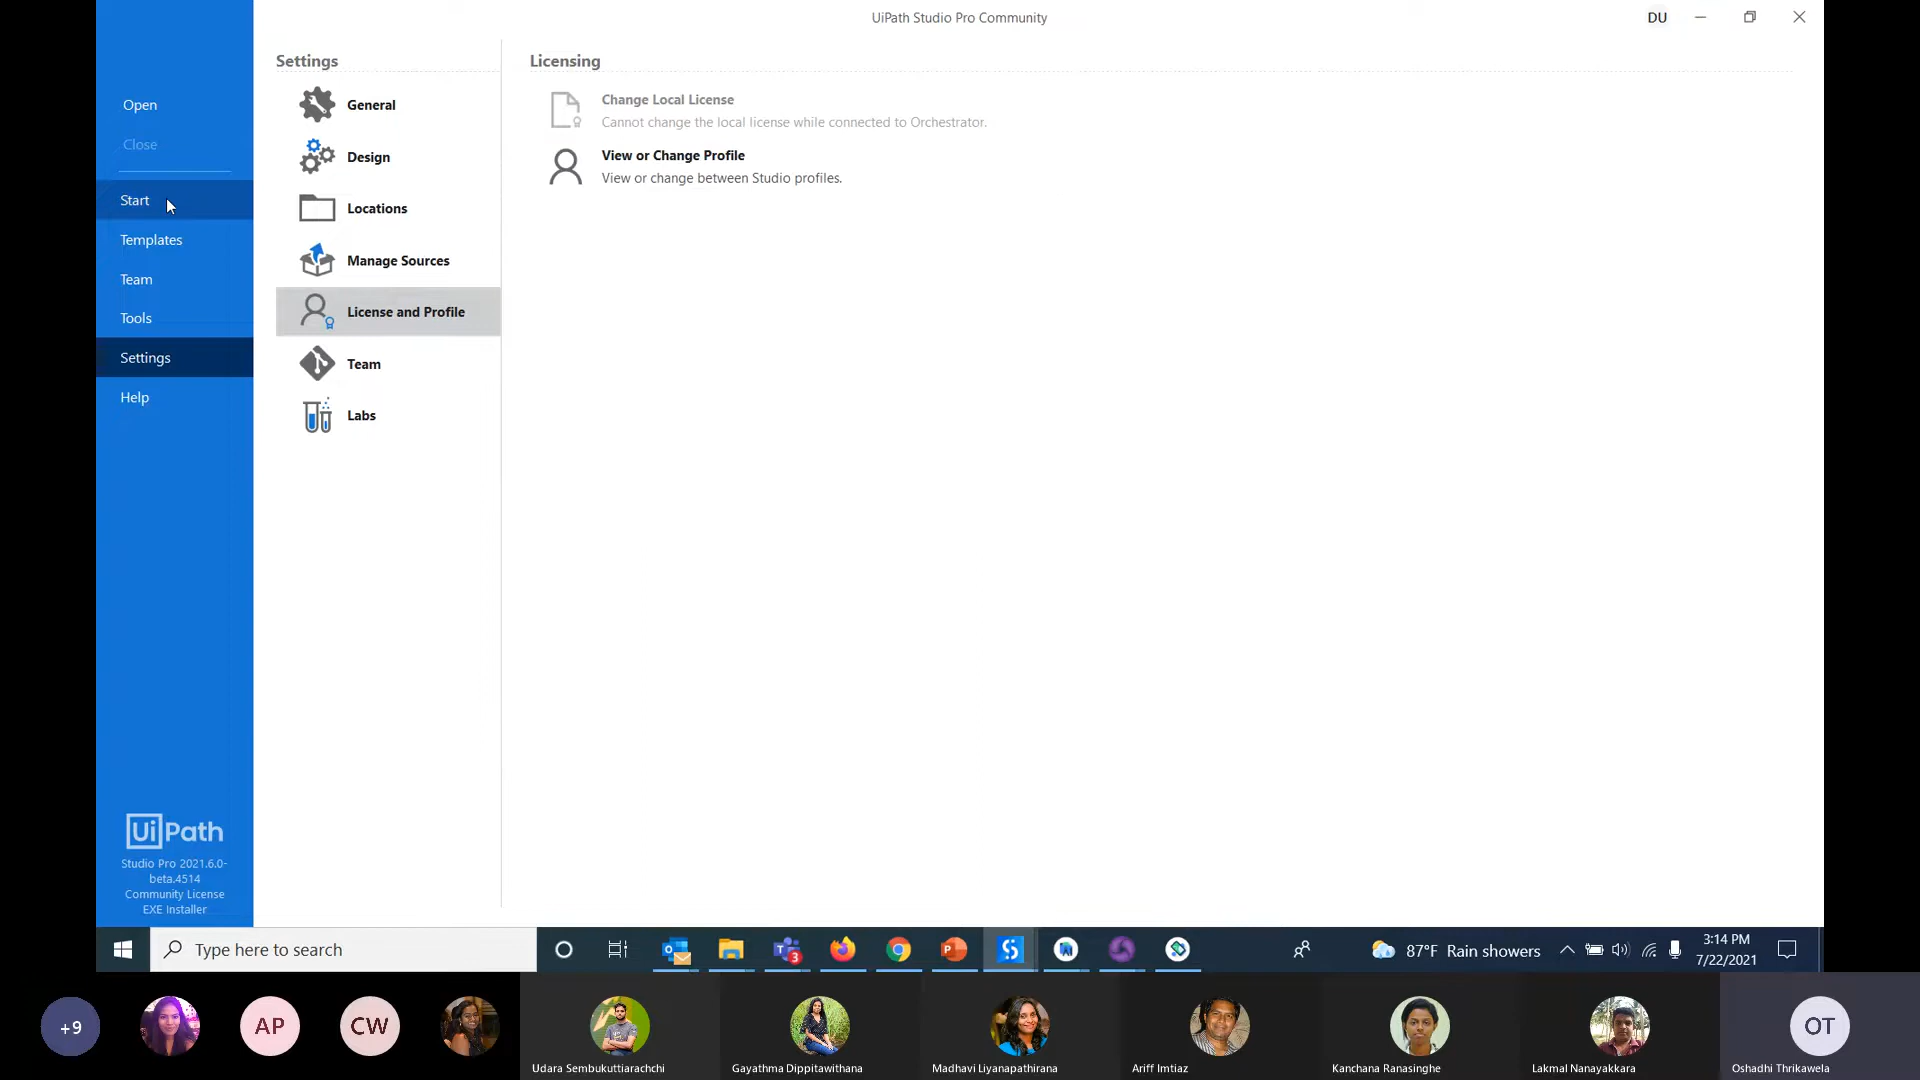 UiPath Studio Pro Community
DU
Open
Close
Start
Templates
Team
Tools
Settings
Help
UiPath
Studio Pro 2021.6.0-
beta.4514
Community License
EXE Installer
Settings
General
Design
Locations
Manage Sources
License and Profile
Team
Labs
Licensing
Change Local License
Cannot change the local license while connected to Orchestrator.
View or Change Profile
View or change between Studio profiles.
Type here to search
3
87°F Rain showers
3:14 PM
7/22/2021
+9
AP
CW
OT
Udara Sembukuttiarachchi
Gayathma Dippitawithana
Madhavi Liyanapathirana
Ariff Imtiaz
Kanchana Ranasinghe
Lakmal Nanayakkara
Oshadhi Thrikawela